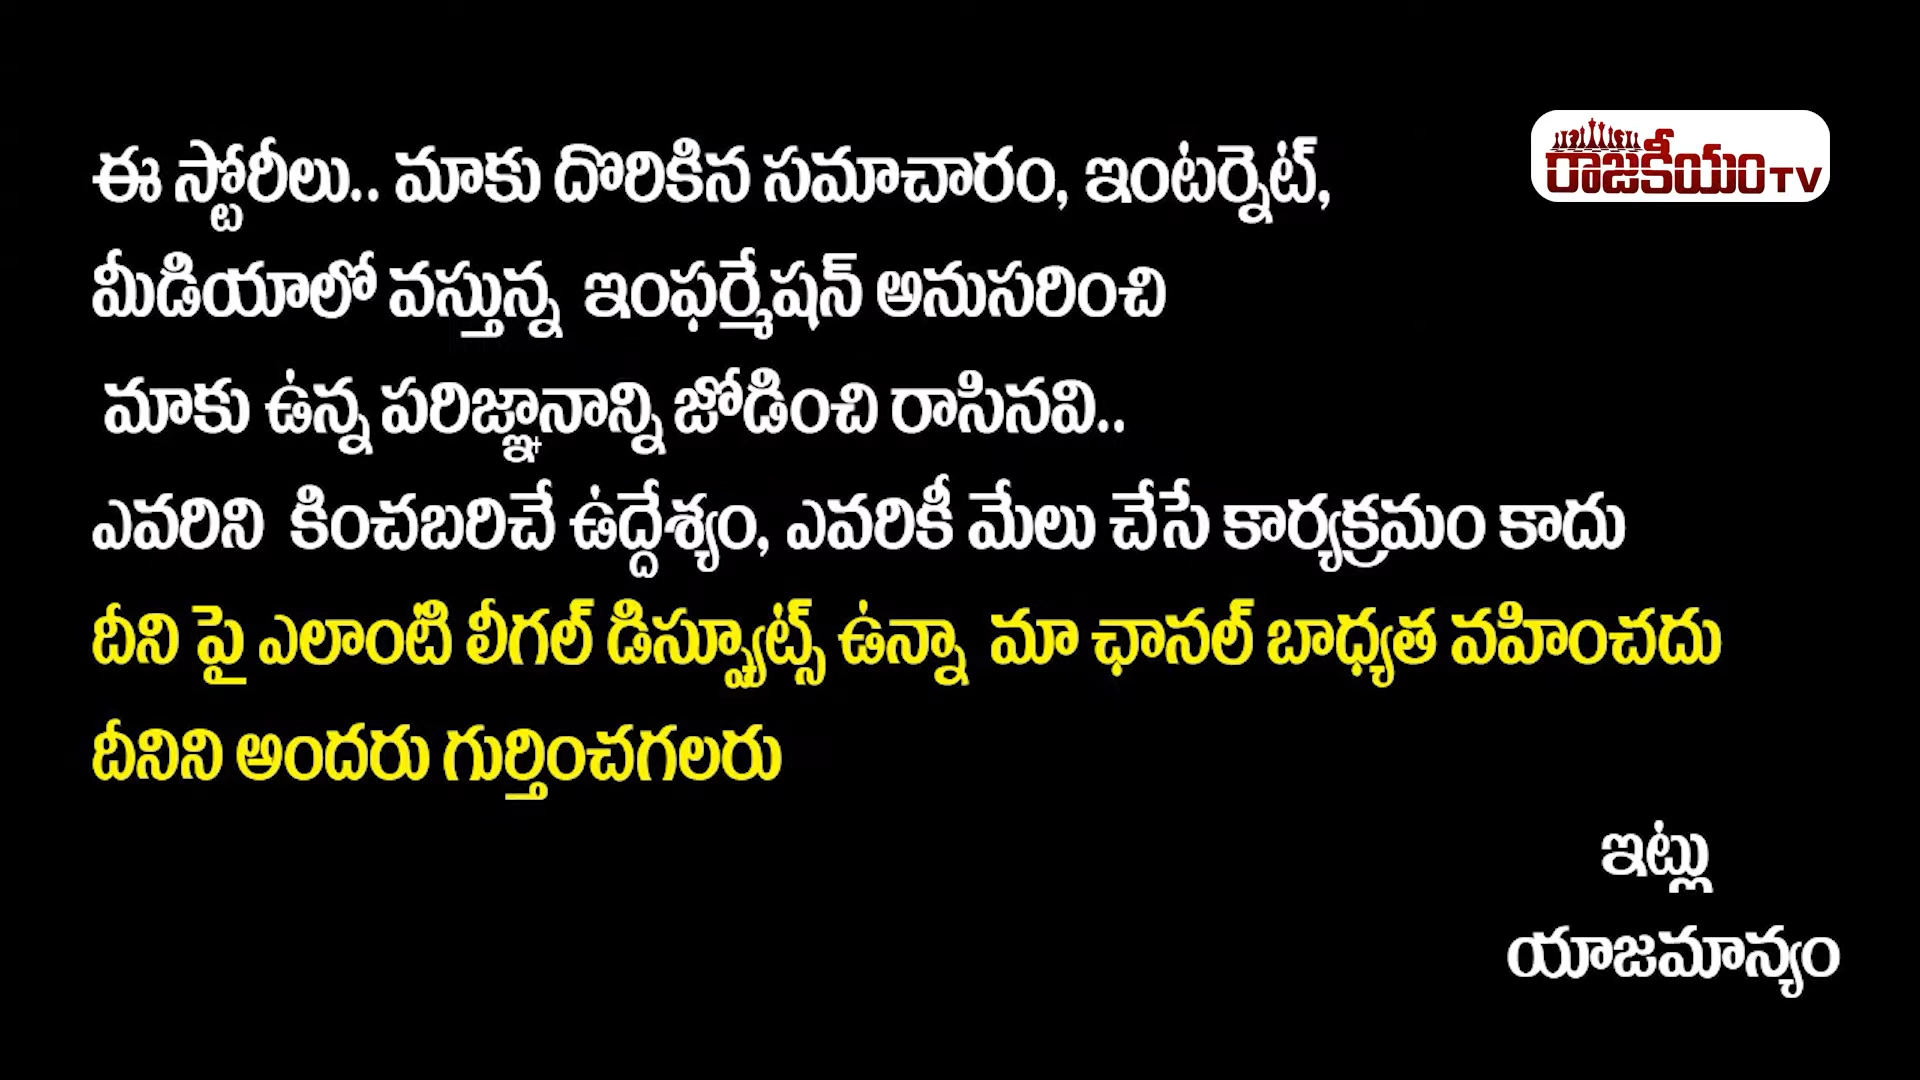 రాజకీయంTV
ఈ స్టోరీలు.. మాకు దొరికిన సమాచారం, ఇంటర్నెట్,
మీడియాలో వస్తున్న ఇంఫర్మేషన్ అనుసరించి
మాకు ఉన్న పరిజ్ఞానాన్ని జోడించి రాసినవి..
ఎవరిని కించబరిచే ఉద్దేశ్యం, ఎవరికీ మేలు చేసే కార్యక్రమం కాదు
దీని పై ఎలాంటి లీగల్ డిస్ప్యూట్స్ ఉన్నా మా ఛానల్ బాధ్యత వహించదు
దీనిని అందరు గుర్తించగలరు
ఇట్లు
యాజమాన్యం